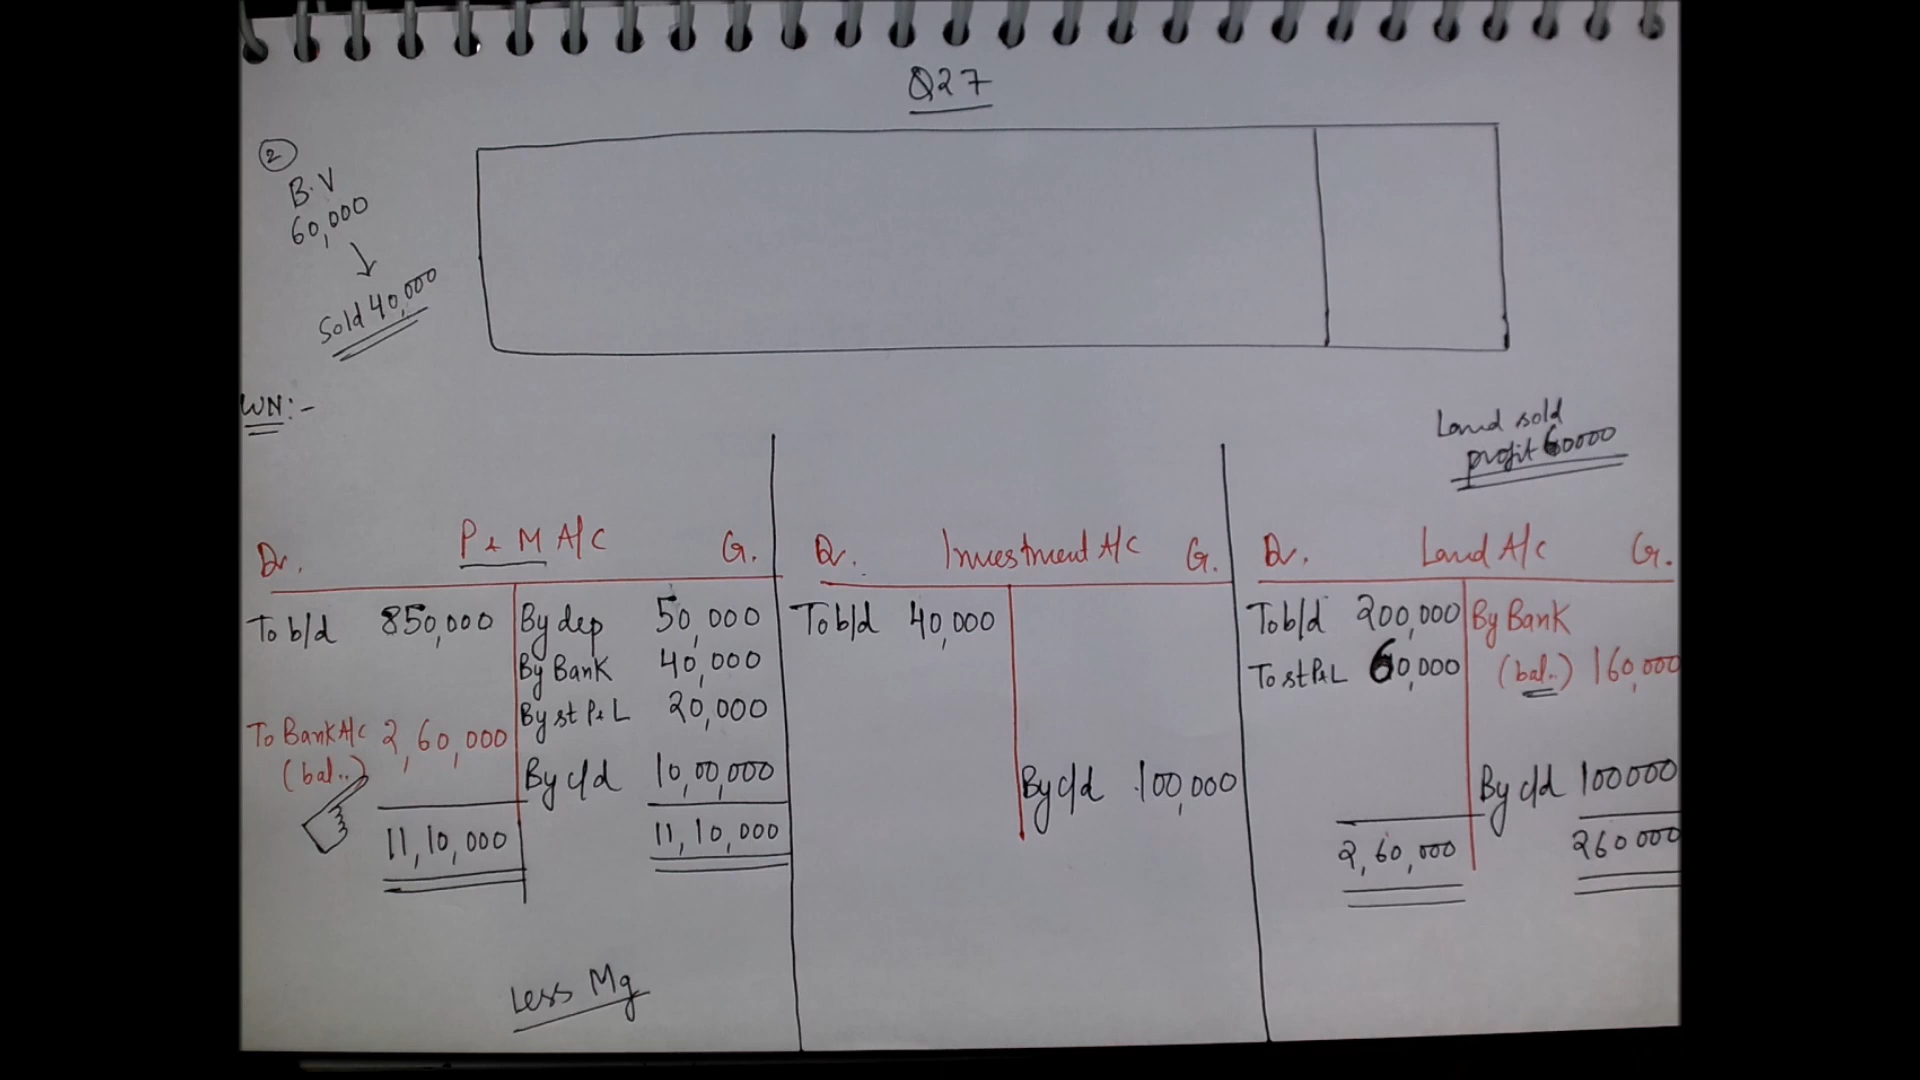 Q27
2
B.V
60,000
Sold 40,000
WN:-
Land sold
profit 60000
Dr. P & M A/C Cr.
To b/d 850,000 By dep 50,000
By Bank 40,000
By st P&L 20,000
To Bank A/C 2,60,000
(bal..) By c/d 10,00,000
11,10,000 11,10,000
Less Mg
Dr. Investment A/C Cr.
To b/d 40,000
By c/d 100,000
Dr. Land A/C Cr.
To b/d 200,000 By Bank
To st P&L 60,000 (bal..) 160,000
By c/d 100000
2,60,000 260000